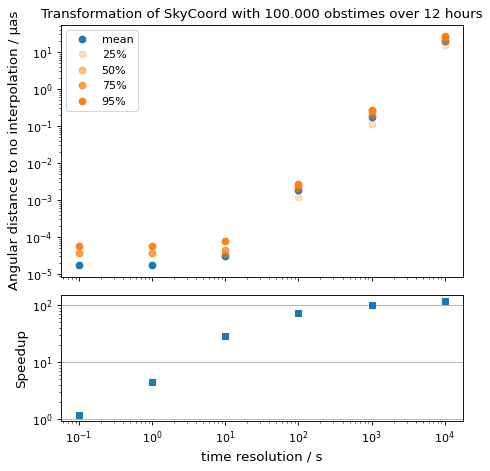 Transformation of SkyCoord with 100.000 obstimes over 12 hours
Angular distance to no interpolation / µas
mean
25%
50%
75%
95%
10¹
10⁰
10⁻¹
10⁻²
10⁻³
10⁻⁴
10⁻⁵
Speedup
10²
10¹
10⁰
10⁻¹ 10⁰ 10¹ 10² 10³ 10⁴
time resolution / s